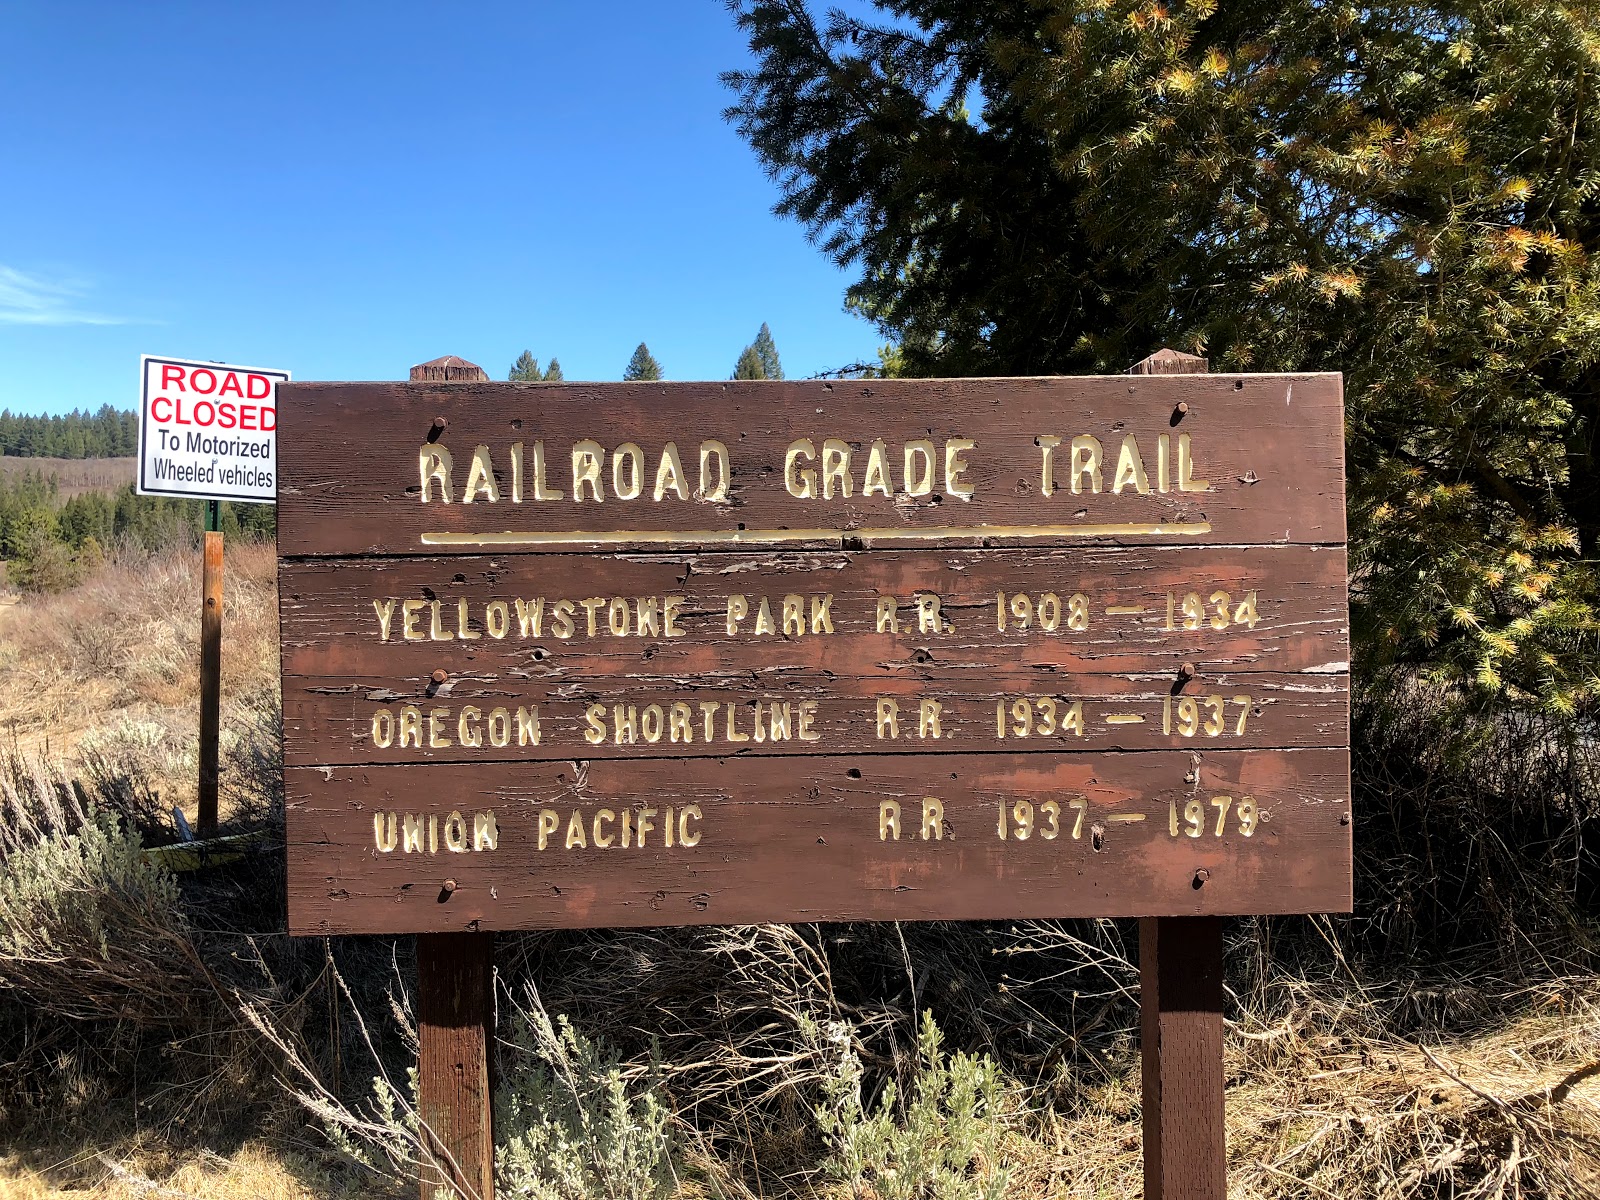 ROAD
CLOSED
To Motorized
Wheeled vehicles
RAILROAD GRADE TRAIL
YELLOWSTONE PARK R.R. 1908 — 1934
OREGON SHORTLINE R.R. 1934 — 1937
UNION PACIFIC R.R. 1937 — 1979